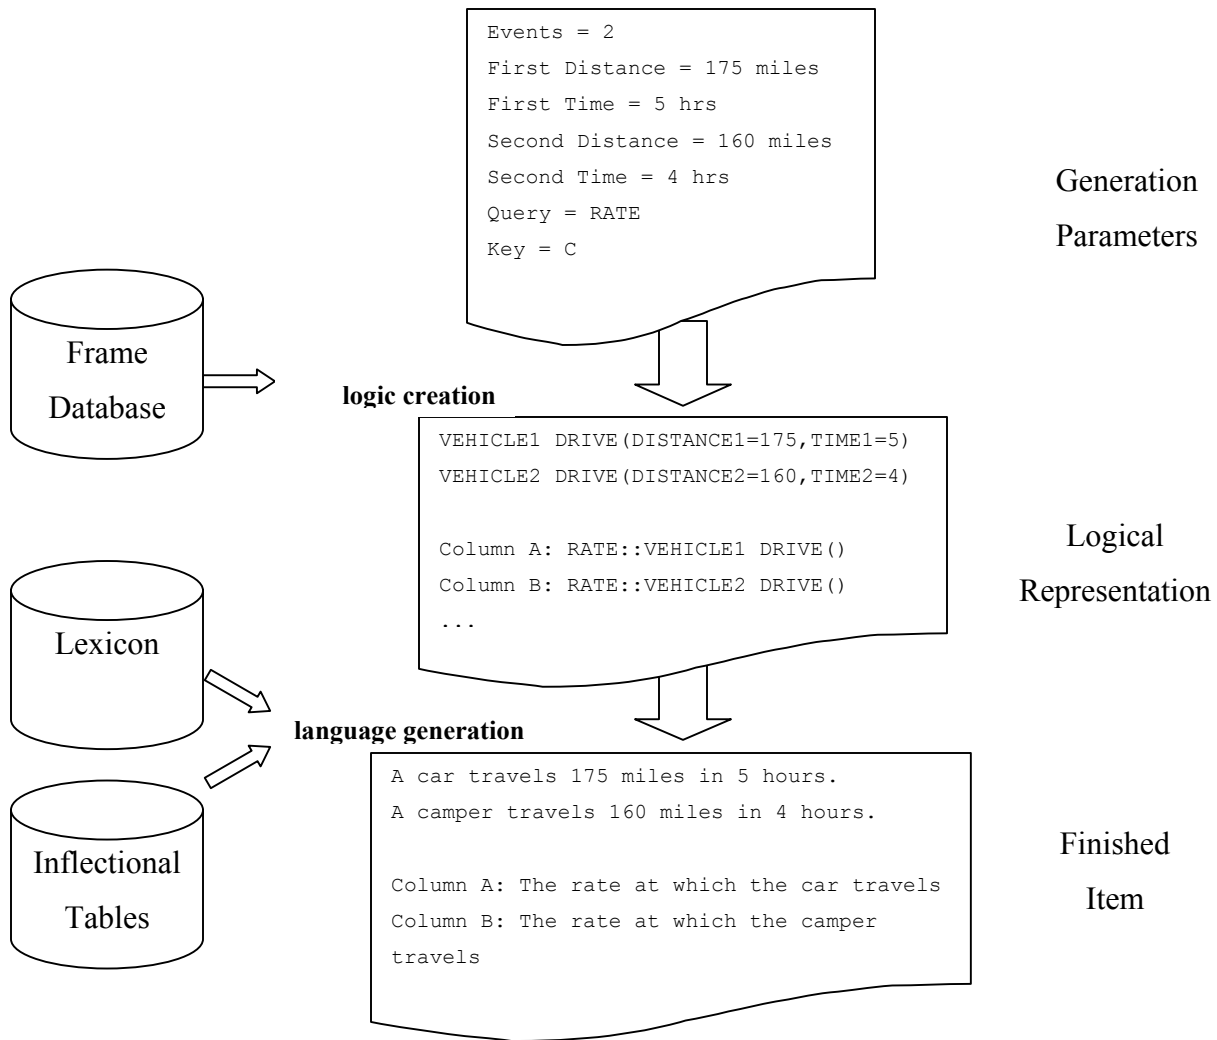 Events = 2
First Distance = 175 miles
First Time = 5 hrs
Second Distance = 160 miles
Second Time = 4 hrs
Query = RATE
Key = C
Generation
Parameters
Frame
Database
logic creation
VEHICLE1 DRIVE(DISTANCE1=175,TIME1=5)
VEHICLE2 DRIVE(DISTANCE2=160,TIME2=4)
Column A: RATE::VEHICLE1 DRIVE()
Column B: RATE::VEHICLE2 DRIVE()
...
Logical
Representation
Lexicon
language generation
Inflectional
Tables
A car travels 175 miles in 5 hours.
A camper travels 160 miles in 4 hours.
Column A: The rate at which the car travels
Column B: The rate at which the camper
travels
Finished
Item